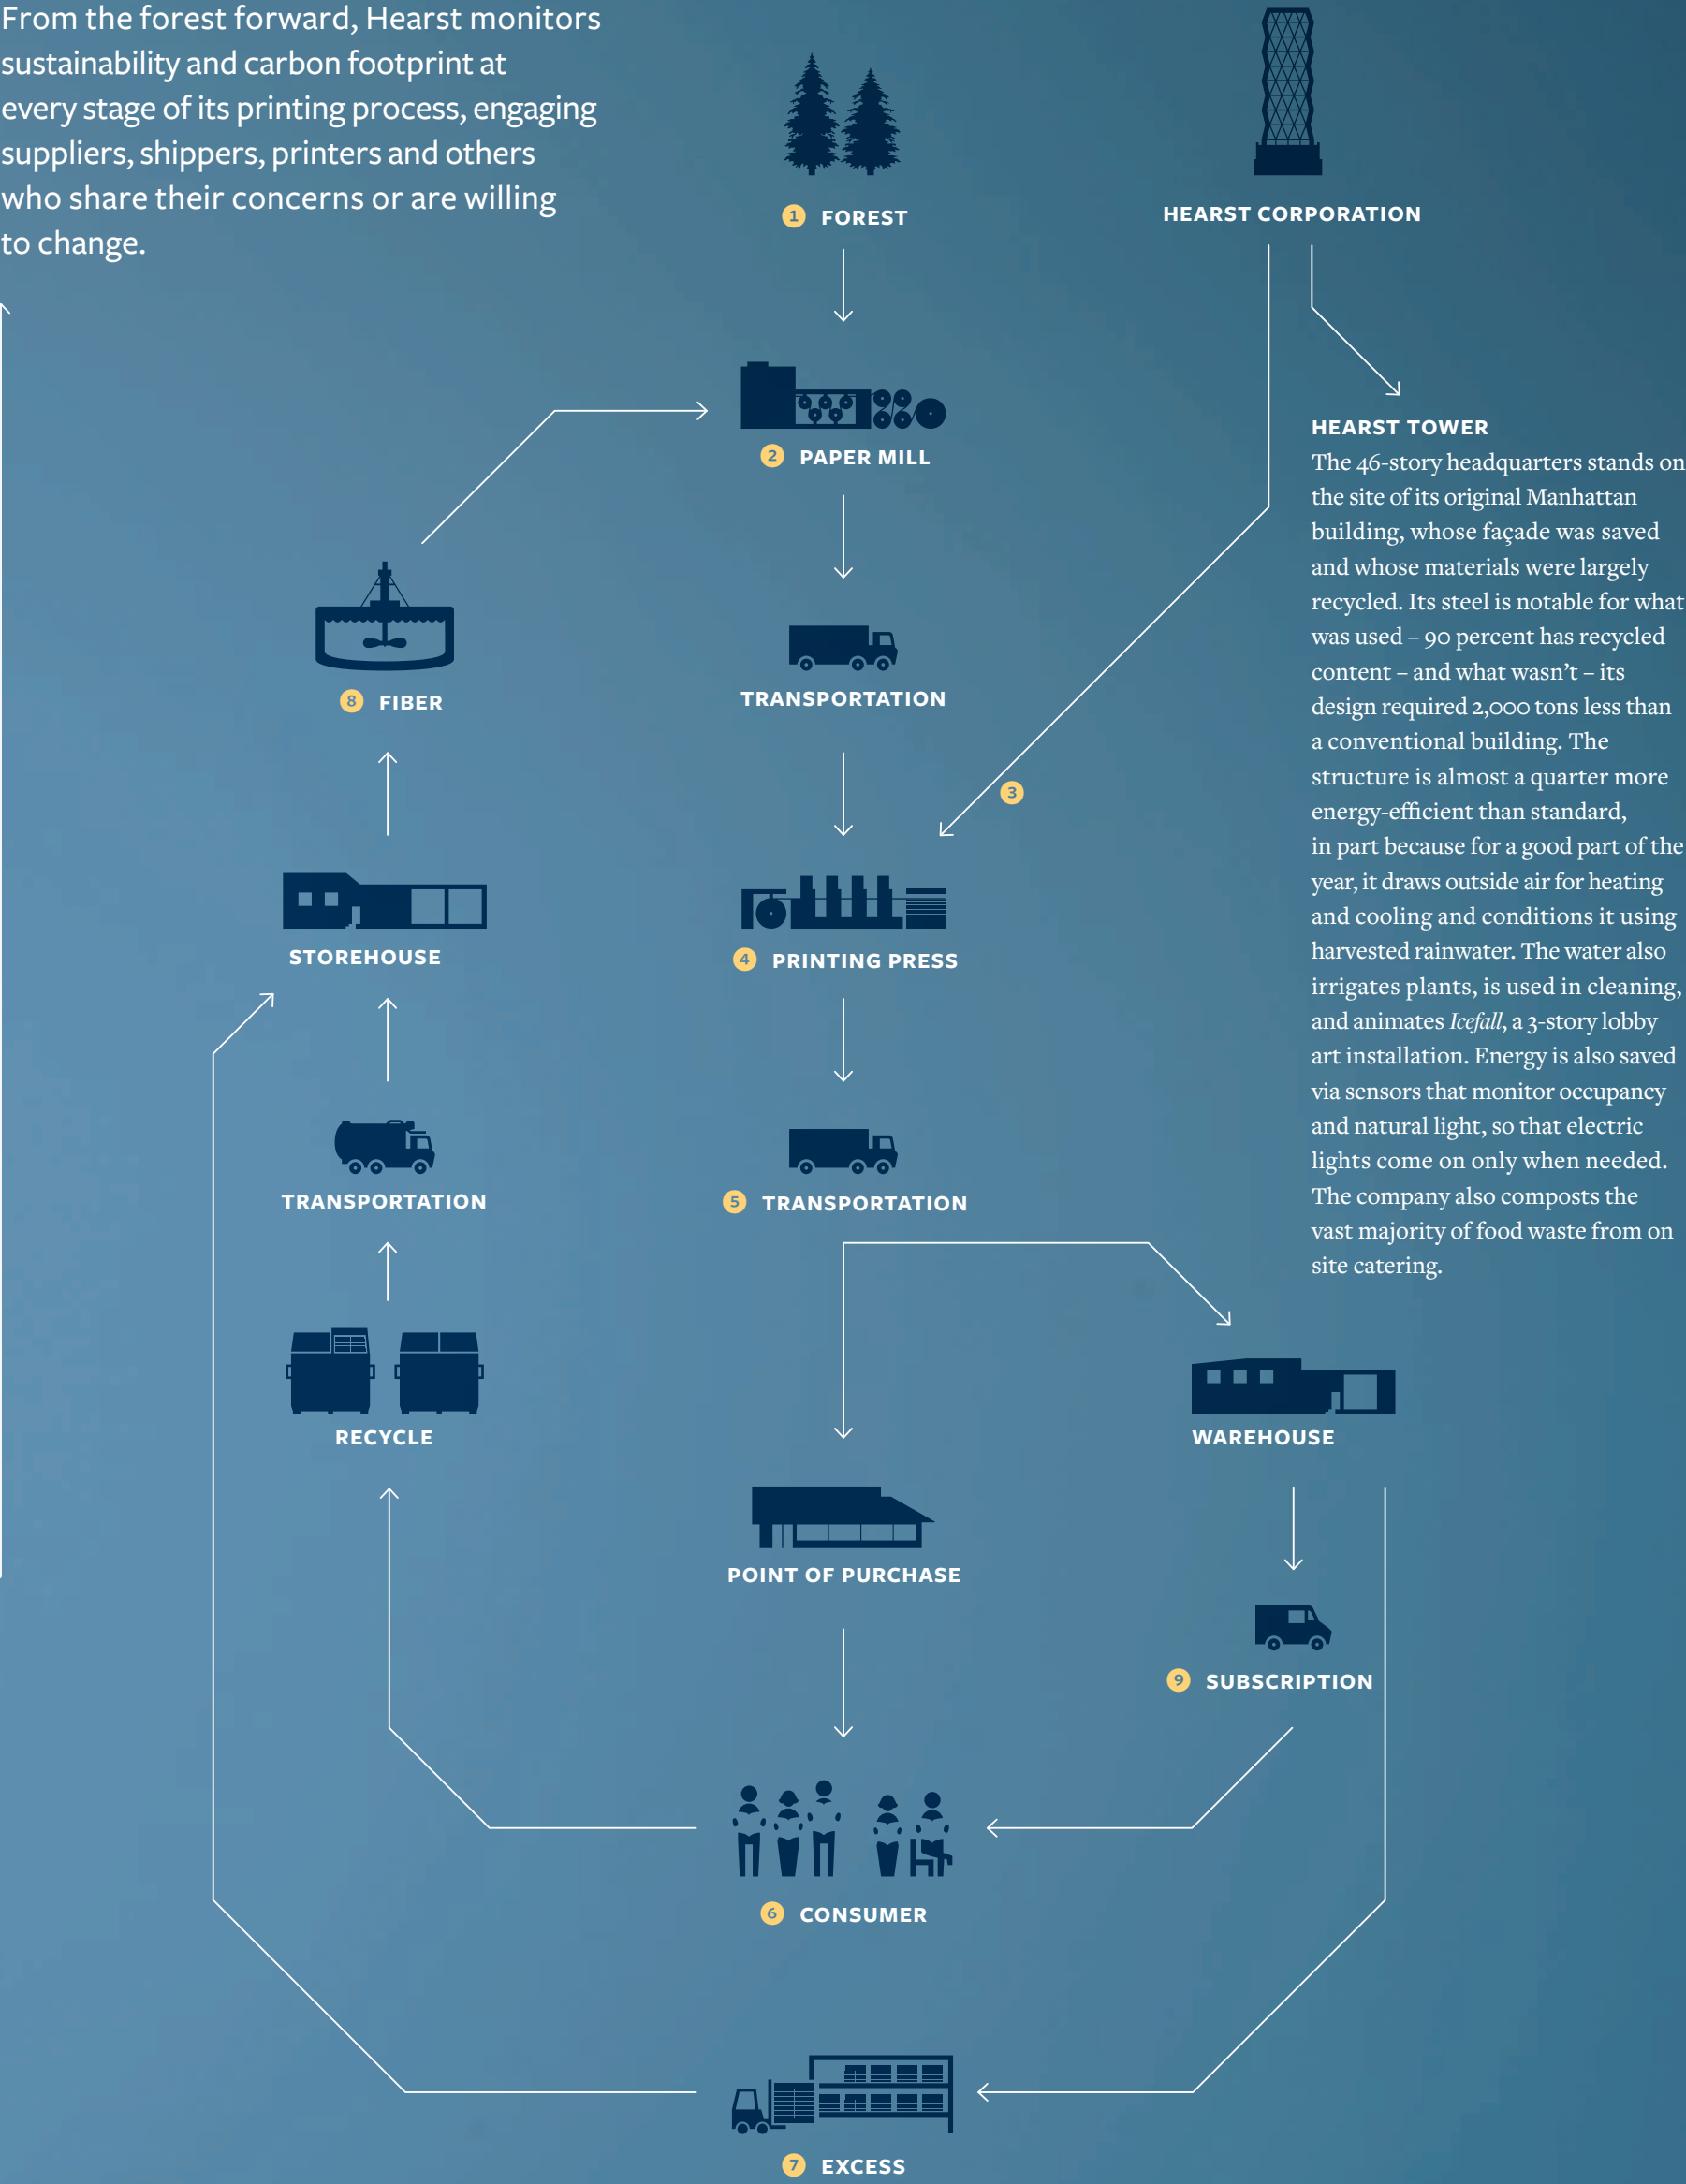 From the forest forward, Hearst monitors
sustainability and carbon footprint at
every stage of its printing process, engaging
suppliers, shippers, printers and others
who share their concerns or are willing
to change.
1 FOREST
HEARST CORPORATION
2 PAPER MILL
HEARST TOWER
The 46-story headquarters stands on
the site of its original Manhattan
building, whose façade was saved
and whose materials were largely
recycled. Its steel is notable for what
was used – 90 percent has recycled
content – and what wasn’t – its
design required 2,000 tons less than
a conventional building. The
structure is almost a quarter more
energy-efficient than standard,
in part because for a good part of the
year, it draws outside air for heating
and cooling and conditions it using
harvested rainwater. The water also
irrigates plants, is used in cleaning,
and animates Icefall, a 3-story lobby
art installation. Energy is also saved
via sensors that monitor occupancy
and natural light, so that electric
lights come on only when needed.
The company also composts the
vast majority of food waste from on
site catering.
8 FIBER
TRANSPORTATION
3
STOREHOUSE
4 PRINTING PRESS
TRANSPORTATION
5 TRANSPORTATION
RECYCLE
WAREHOUSE
POINT OF PURCHASE
9 SUBSCRIPTION
6 CONSUMER
7 EXCESS